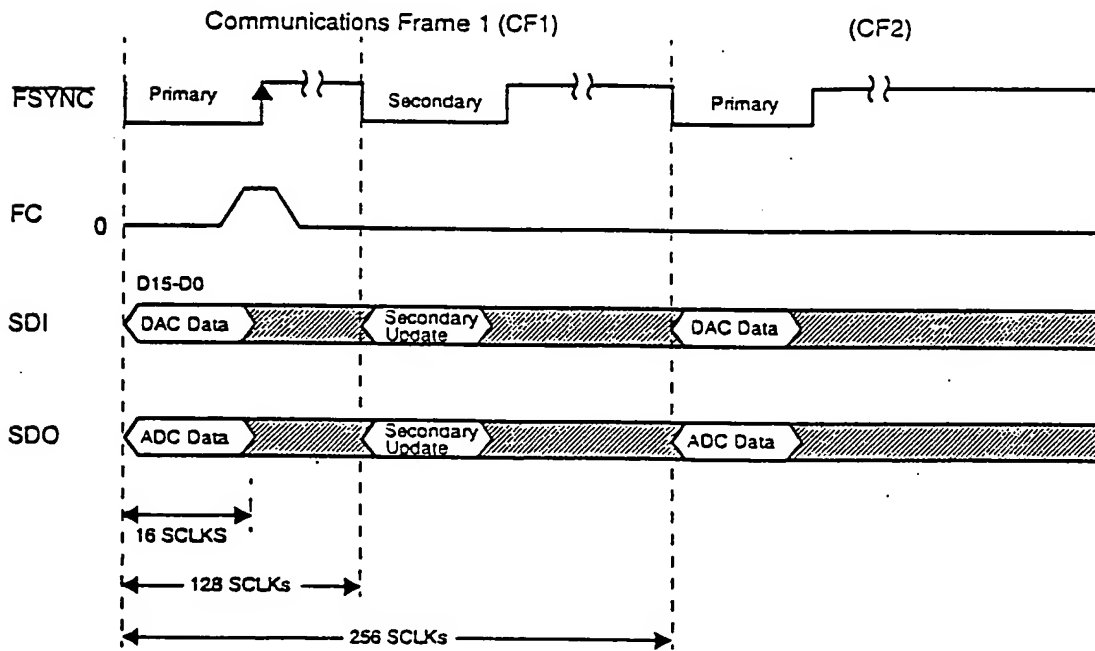 Communications Frame 1 (CF1) (CF2)
FSYNC Primary Secondary Primary
FC 0
D15-D0
SDI DAC Data Secondary Update DAC Data
SDO ADC Data Secondary Update ADC Data
16 SCLKS
128 SCLKs
256 SCLKs